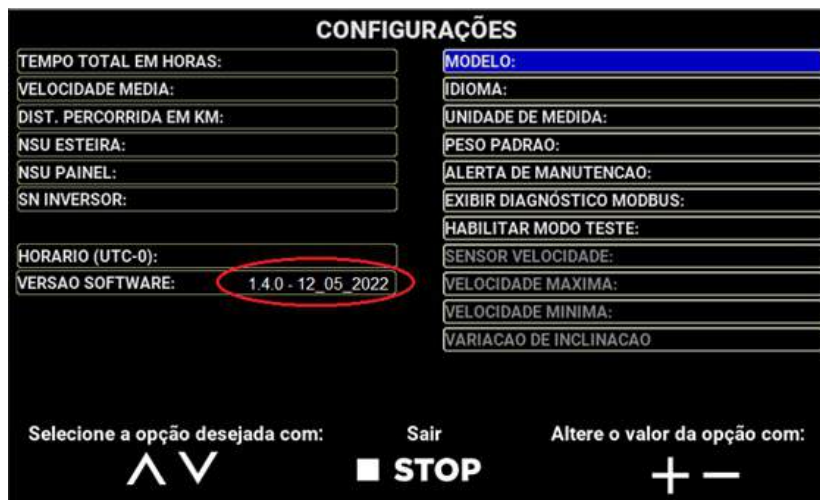 CONFIGURAÇÕES
TEMPO TOTAL EM HORAS:
VELOCIDADE MEDIA:
DIST. PERCORRIDA EM KM:
NSU ESTEIRA:
NSU PAINEL:
SN INVERSOR:
HORARIO (UTC-0):
VERSAO SOFTWARE: 1.4.0 - 12_05_2022
MODELO:
IDIOMA:
UNIDADE DE MEDIDA:
PESO PADRAO:
ALERTA DE MANUTENCAO:
EXIBIR DIAGNÓSTICO MODBUS:
HABILITAR MODO TESTE:
SENSOR VELOCIDADE:
VELOCIDADE MAXIMA:
VELOCIDADE MINIMA:
VARIACAO DE INCLINACAO
Selecione a opção desejada com:
Sair
STOP
Altere o valor da opção com:
+ −